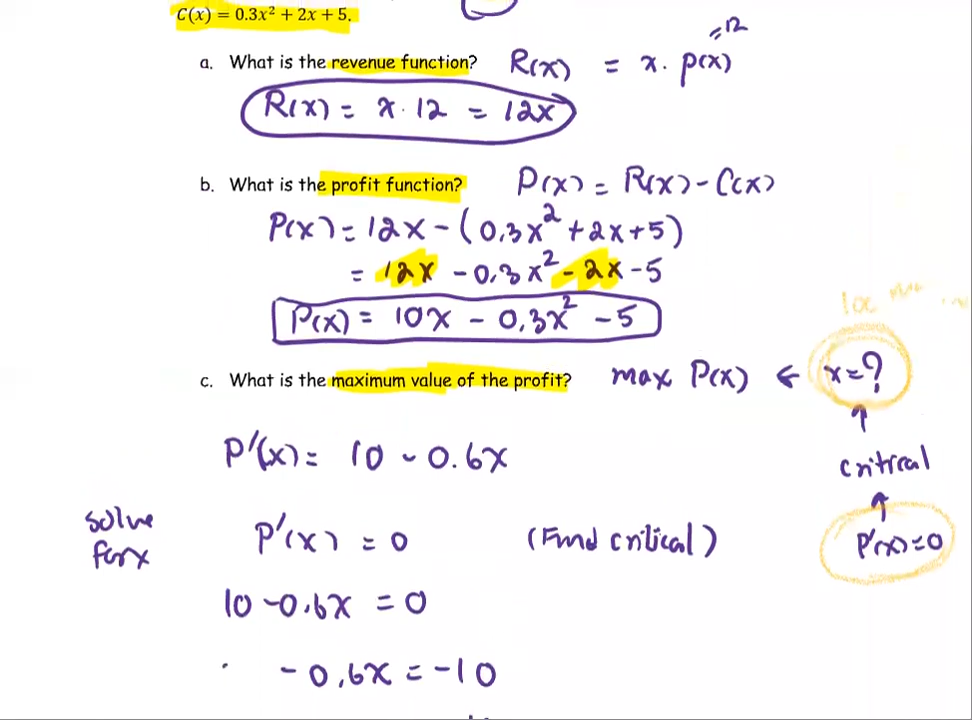 C(x) = 0.3x² + 2x + 5.
= 12
a. What is the revenue function? R(x) = x · p(x)
R(x) = x · 12 = 12x
b. What is the profit function? P(x) = R(x) - C(x)
P(x) = 12x - (0.3x² + 2x + 5)
= 12x - 0.3x² - 2x - 5
P(x) = 10x - 0.3x² - 5
loc
c. What is the maximum value of the profit? max P(x) ← x = ?
↑
P'(x) = 10 - 0.6x critical
↑
solve for x P'(x) = 0 (Find critical) P'(x) = 0
10 - 0.6x = 0
- 0.6x = -10